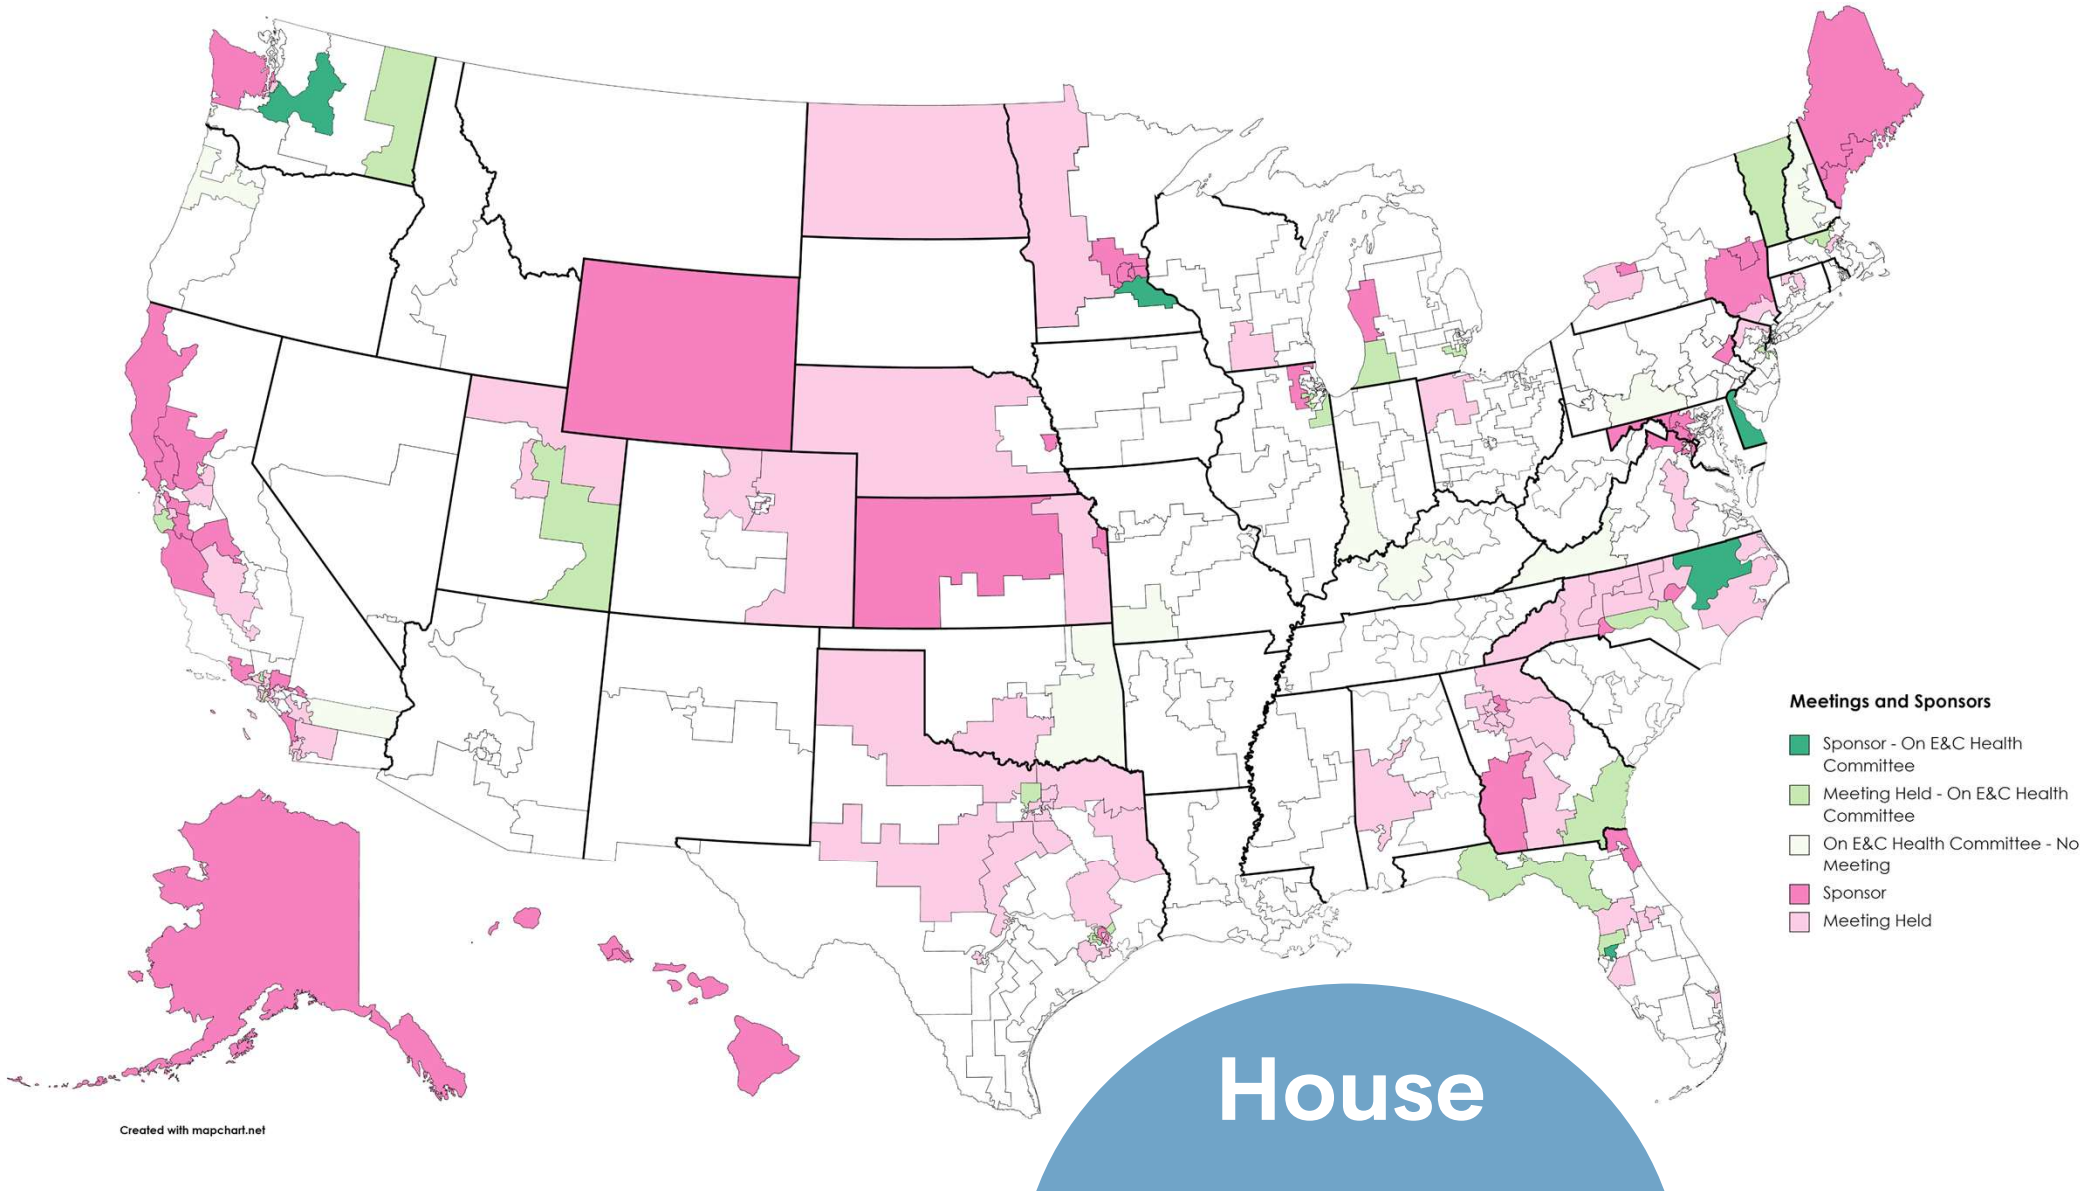 Meetings and Sponsors
Sponsor - On E&C Health
Committee
Meeting Held - On E&C Health
Committee
On E&C Health Committee - No
Meeting
Sponsor
Meeting Held
House
Created with mapchart.net